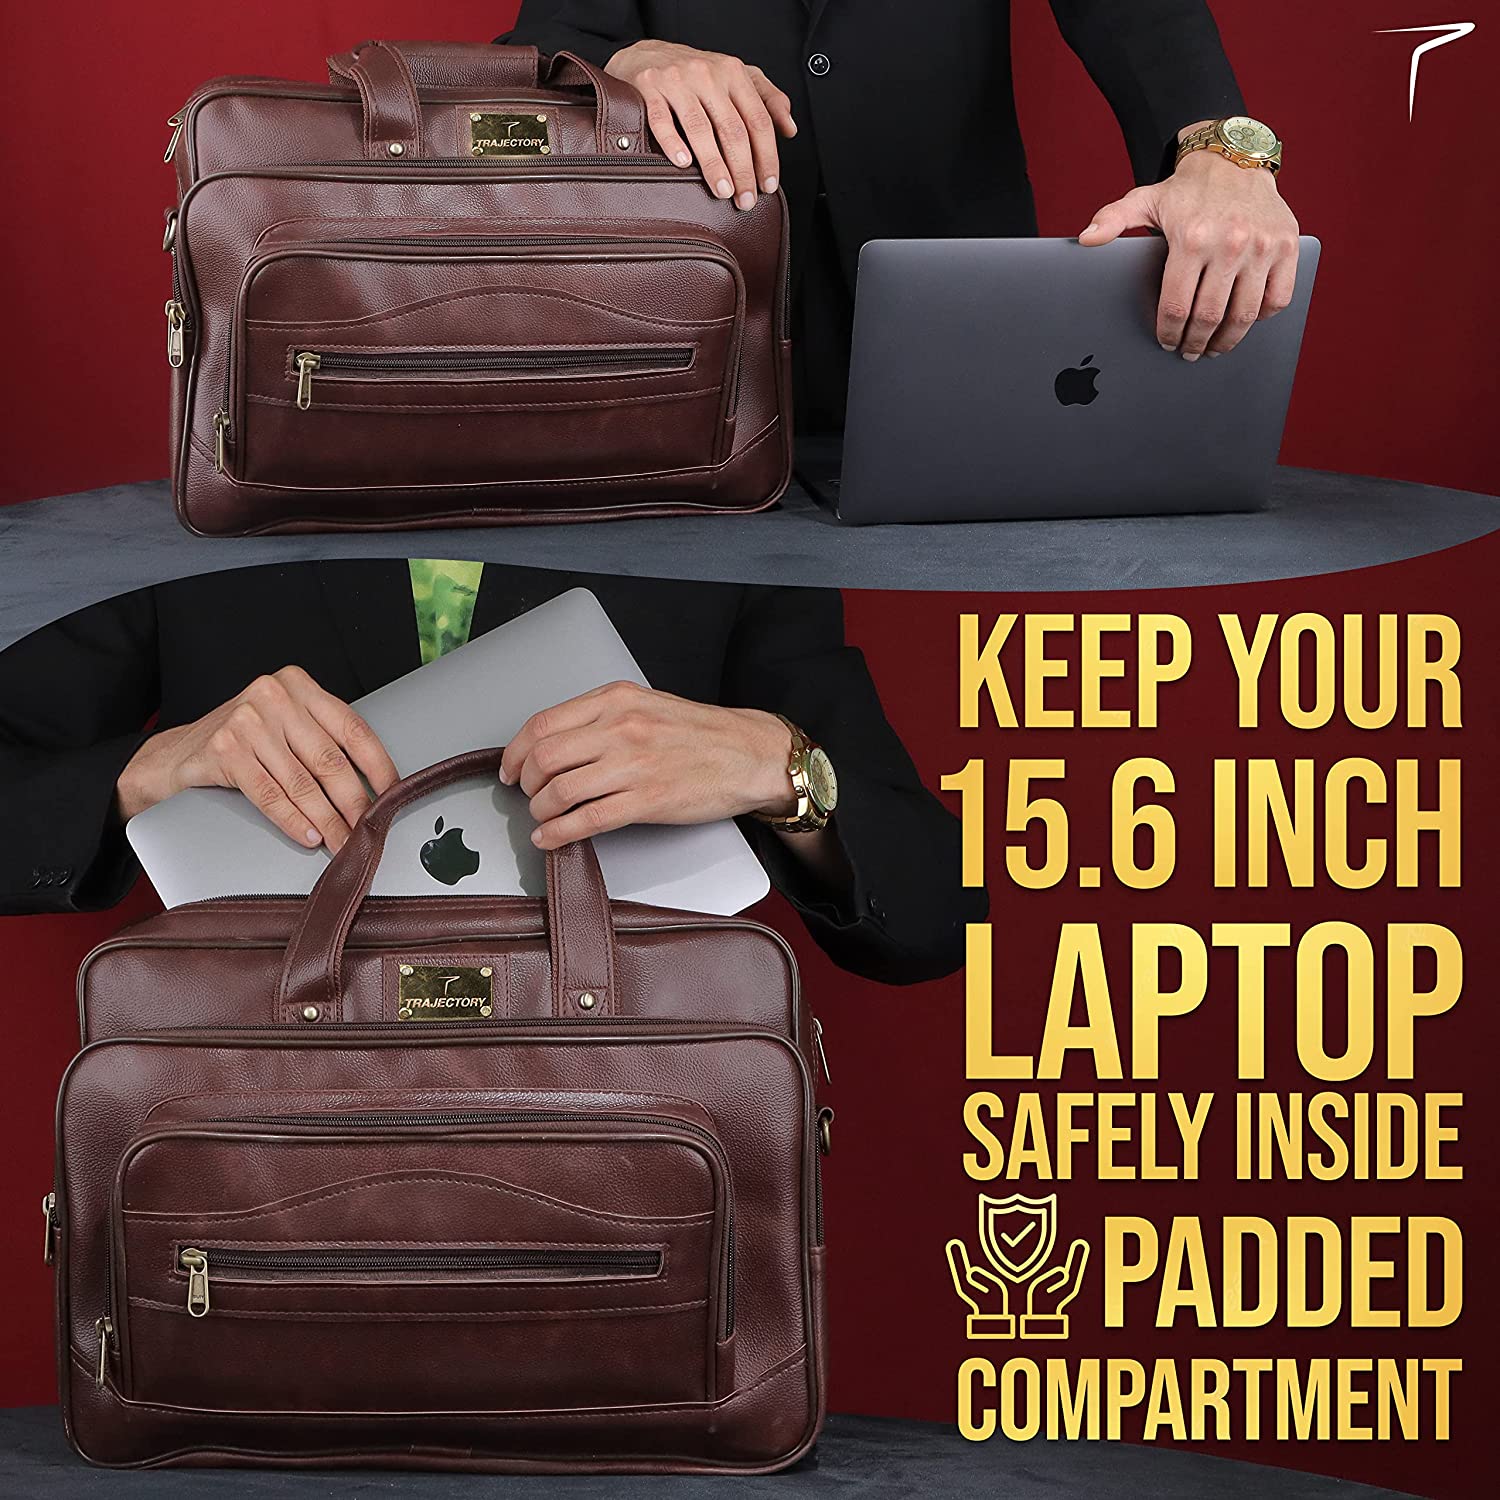 TRAJECTORY
TRAJECTORY
KEEP YOUR
15.6 INCH
LAPTOP
SAFELY INSIDE
PADDED
COMPARTMENT